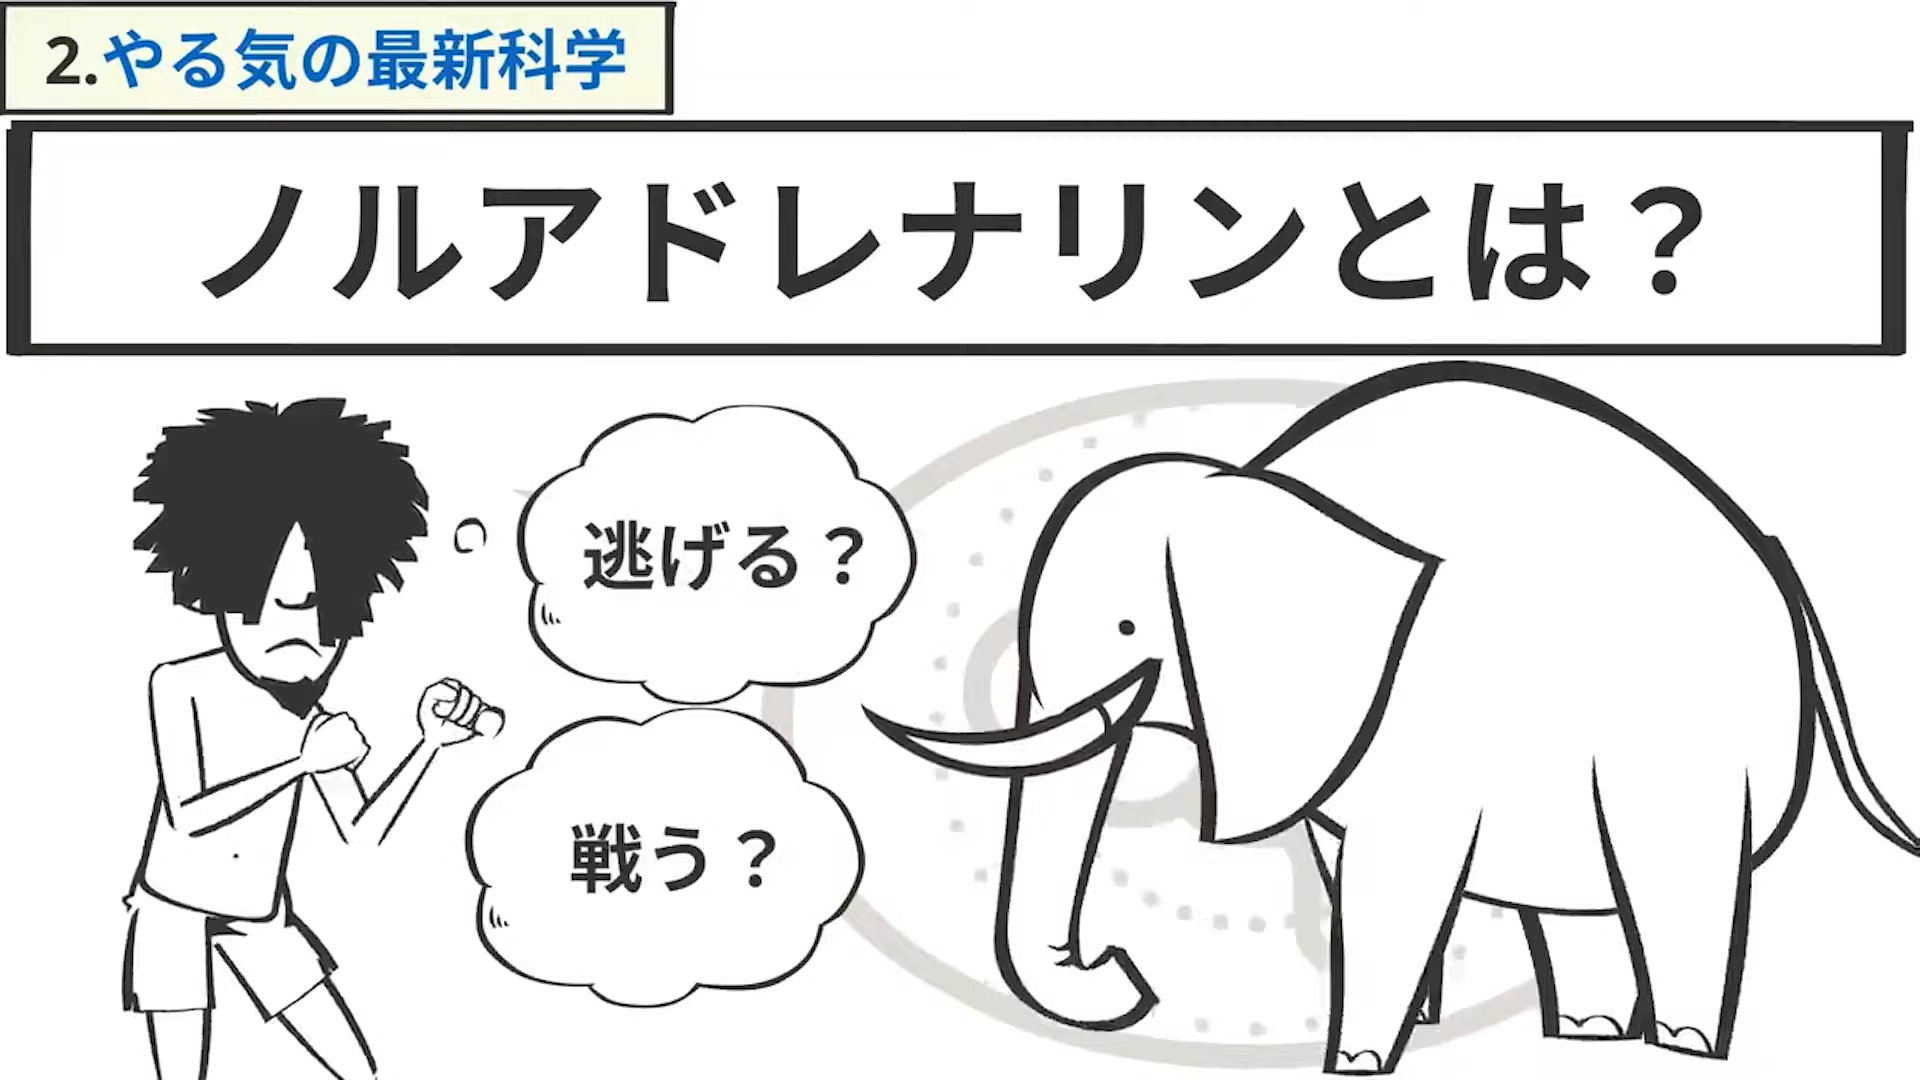 2.やる気の最新科学
ノルアドレナリンとは？
逃げる？
戦う？